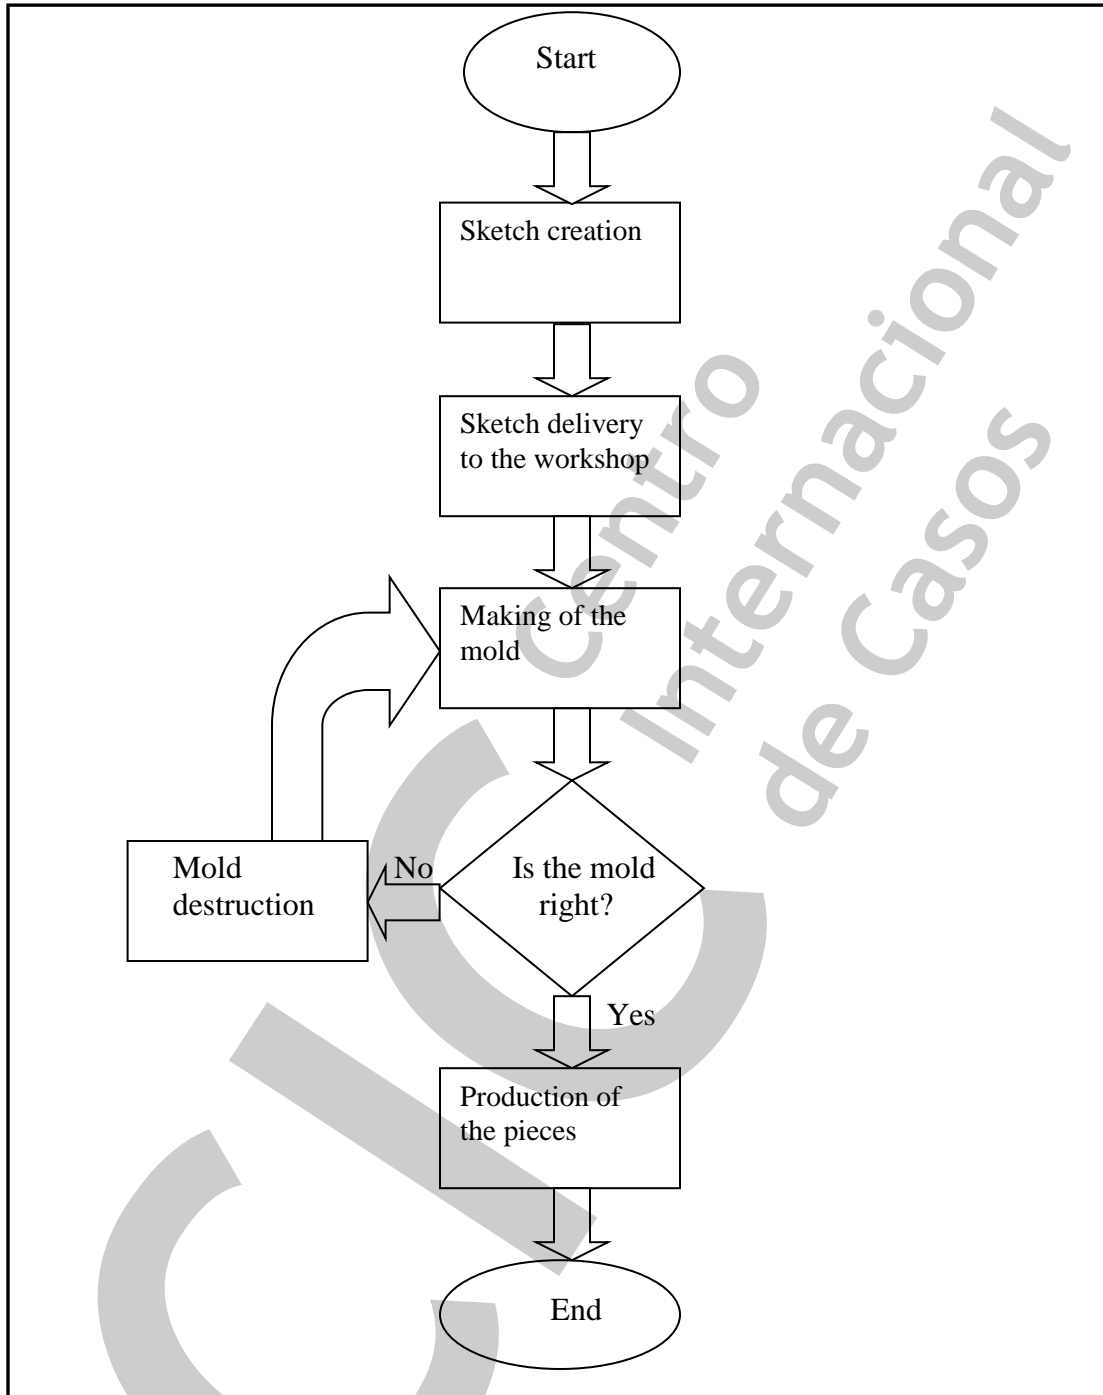 Start
Sketch creation
Sketch delivery
to the workshop
Making of the
mold
Is the mold
right?
No
Mold
destruction
Yes
Production of
the pieces
End
Centro
Internacional
de Casos
CIC